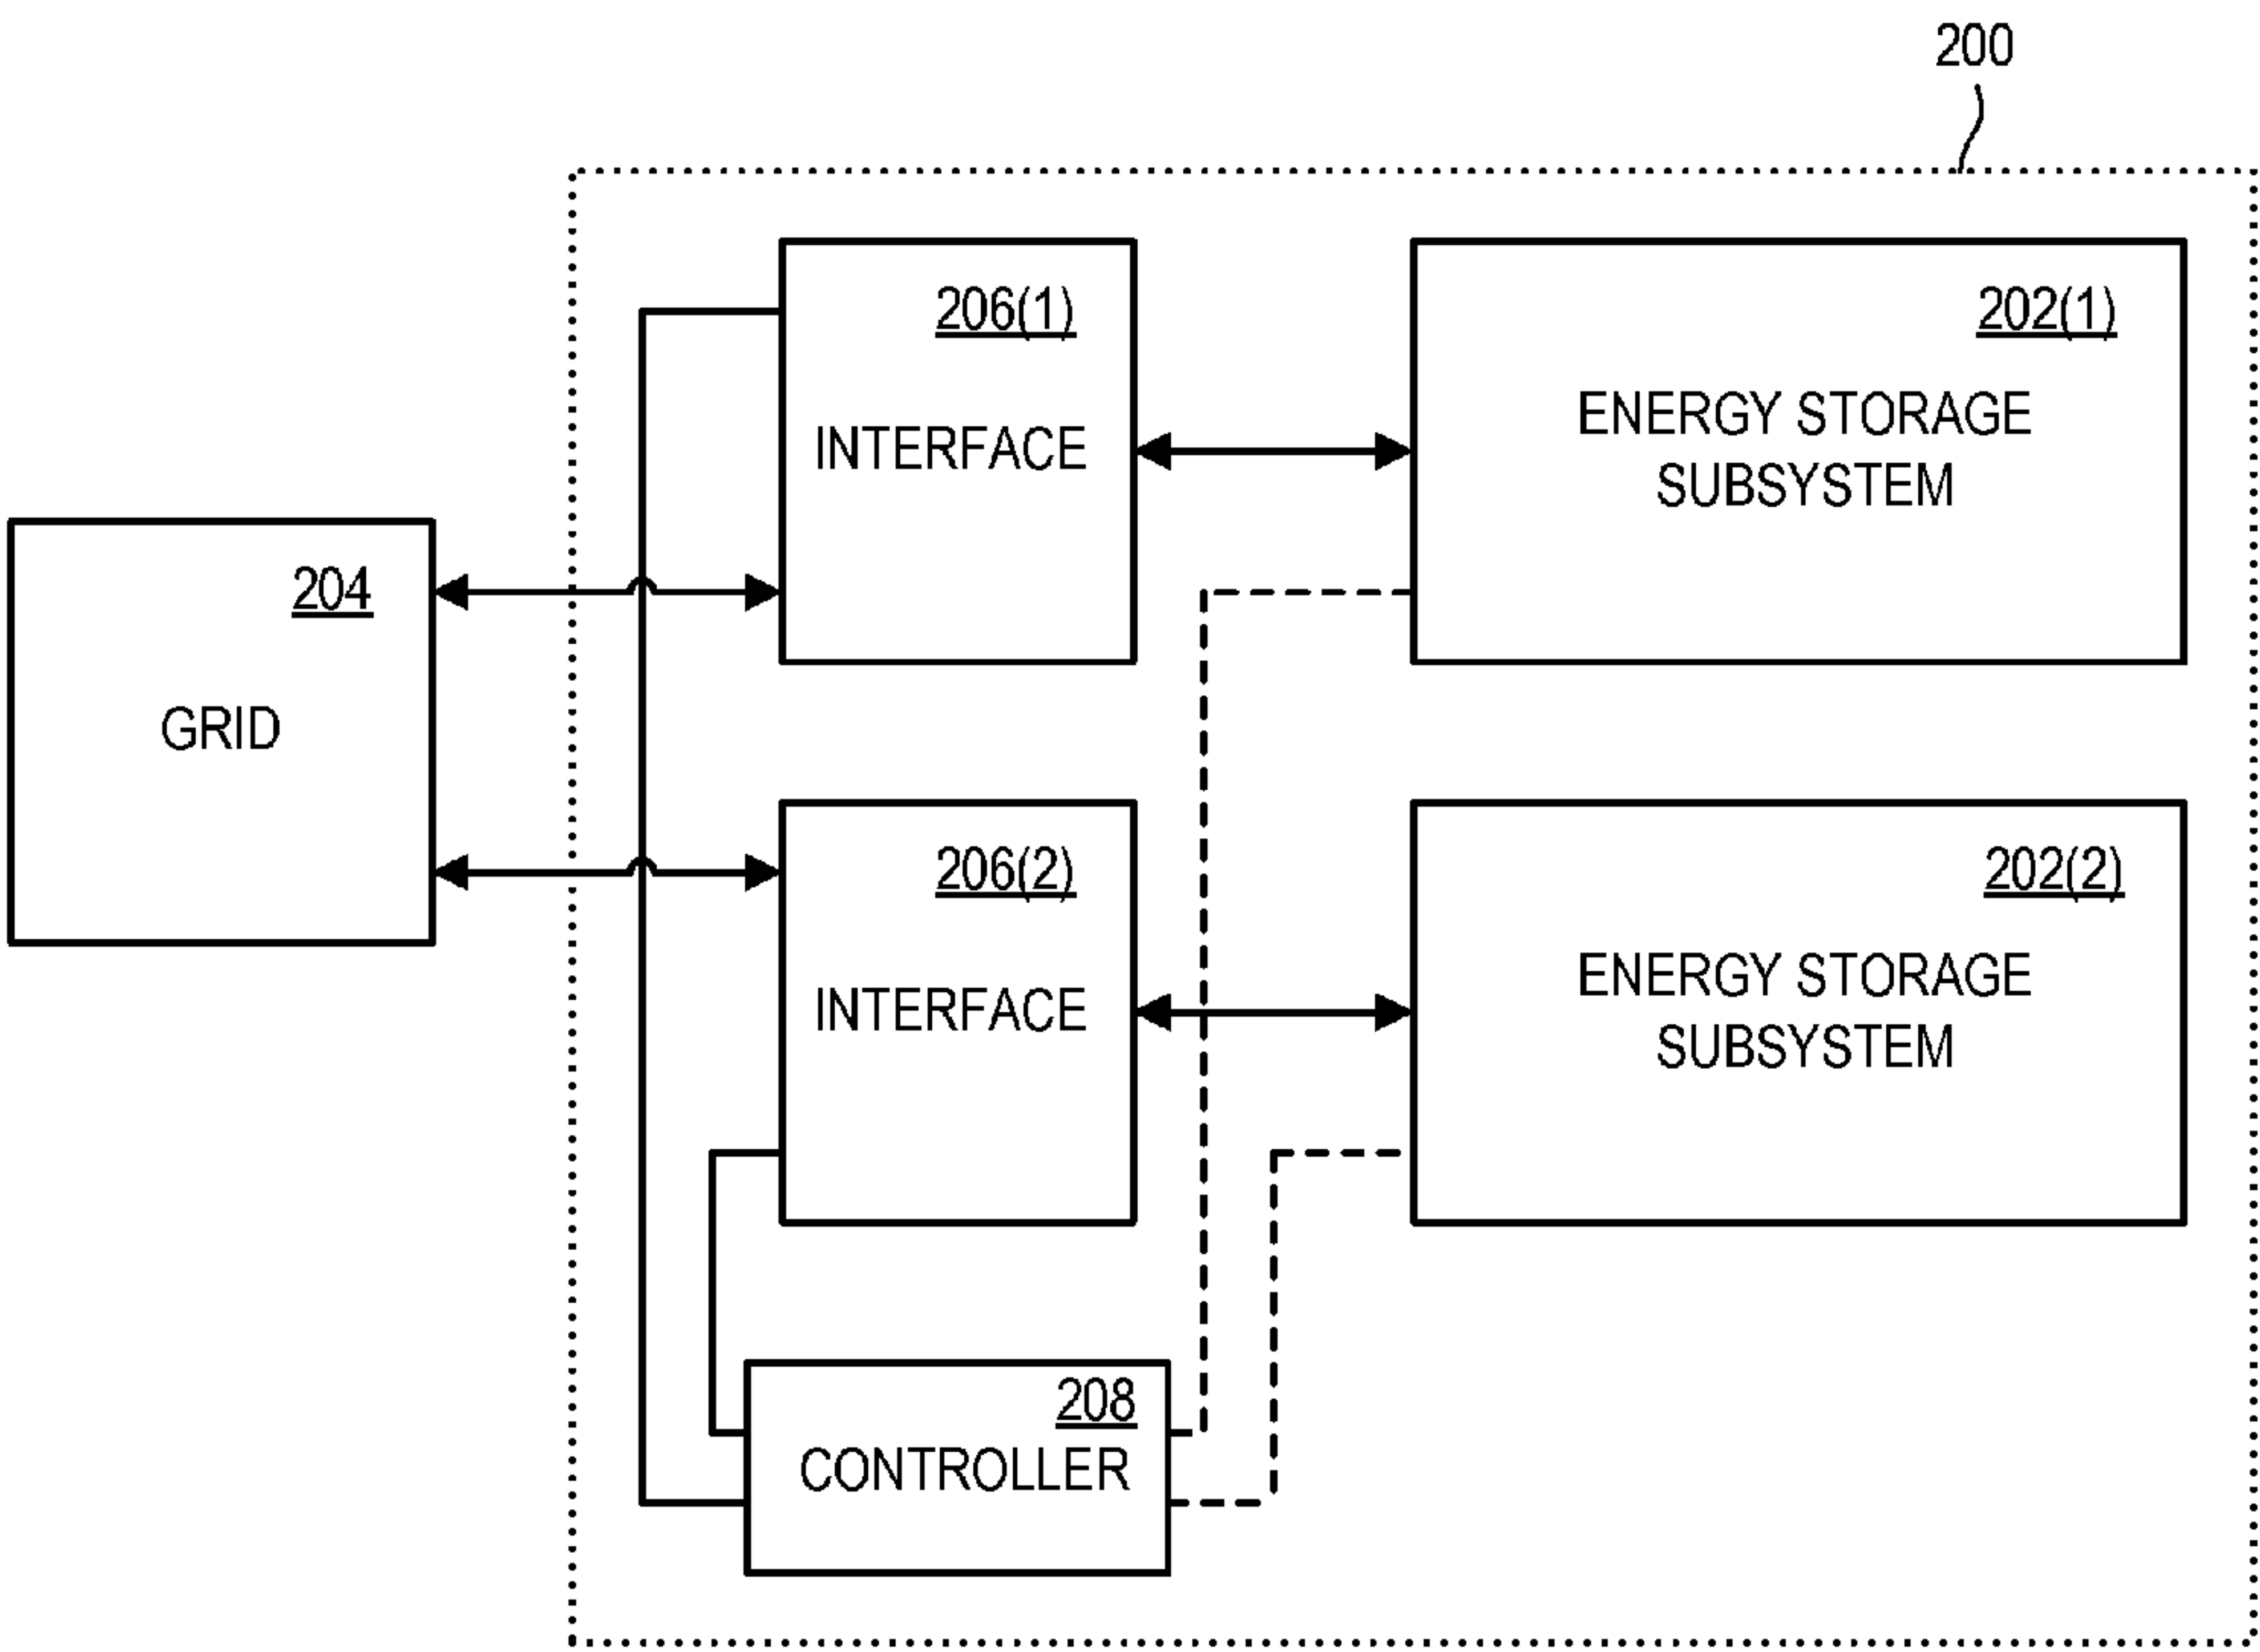 200
206(1)
INTERFACE
202(1)
ENERGY STORAGE
SUBSYSTEM
204
GRID
206(2)
INTERFACE
202(2)
ENERGY STORAGE
SUBSYSTEM
208
CONTROLLER